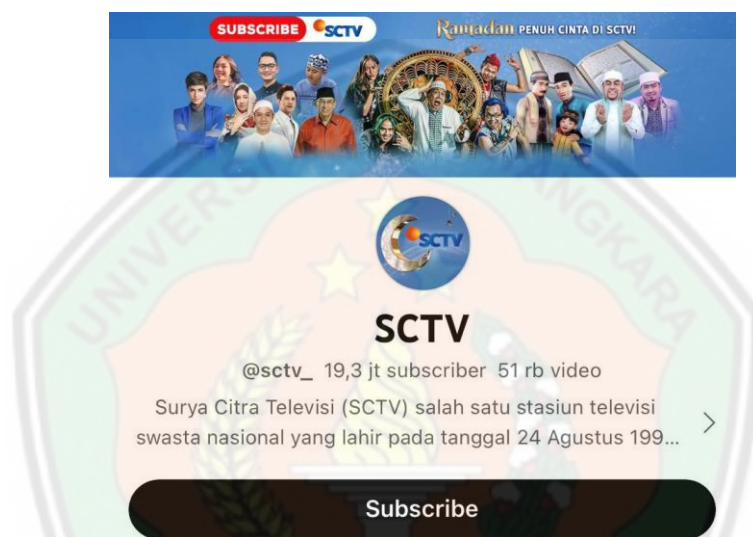 SUBSCRIBE SCTV
Ramadan PENUH CINTA DI SCTV!
SCTV
SCTV
@sctv_ 19,3 jt subscriber 51 rb video
Surya Citra Televisi (SCTV) salah satu stasiun televisi
swasta nasional yang lahir pada tanggal 24 Agustus 199...
Subscribe